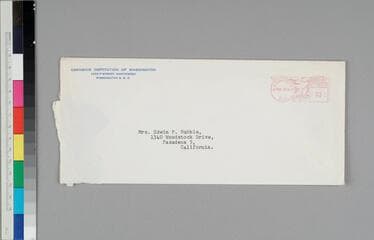 CARNEGIE INSTITUTION OF WASHINGTON
WASHINGTON 5, D. C.
Mrs. Edwin P. Hubble,
1340 Woodstock Drive,
Pasadena 5,
California.